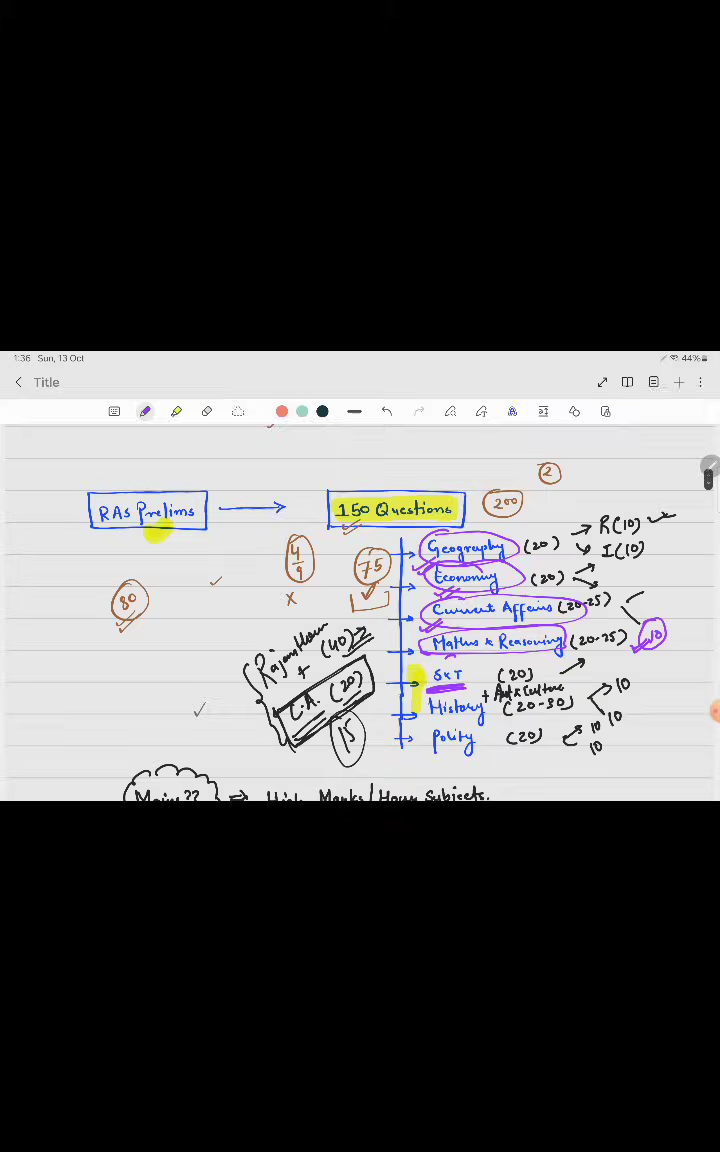 1:36 Sun, 13 Oct
44%
Title
2
RAs Prelims → 150 Questions
200
Geography (20) → R(10)
I(10)
4/9
75
Economy (20)
80
x
Current Affairs (20-25)
Maths & Reasoning (20-25)
10
Rajasthan (40)
+
C.A. (20)
15
S&T (20)
+ Art & Culture
History (20-30)
10
10
Polity (20)
10
10
Mains?? ⇒ High Marks/Hour Subjects.